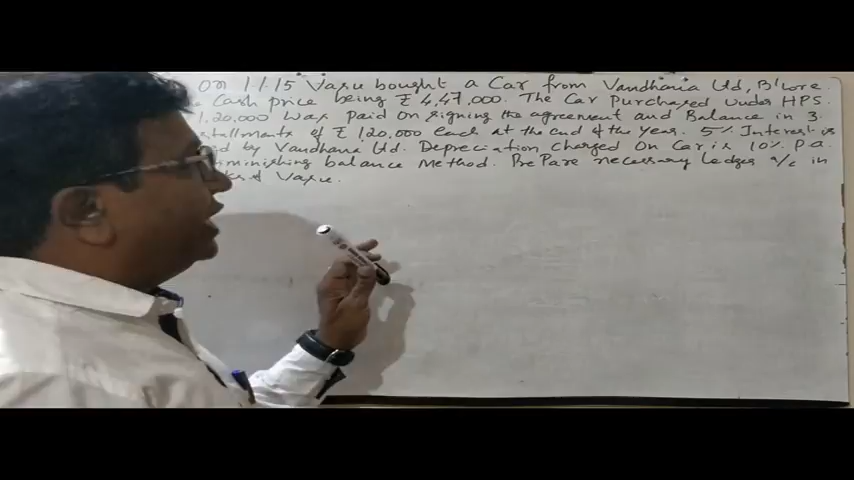 On 1.1.15 Vasu bought a Car from Vandhana Ltd, B'lore.
Cash price being ₹ 4,47,000. The Car Purchased under HPS.
1,20,000 was paid on signing the agreement and Balance in 3
stallments of ₹ 1,20,000 each at the end of the year. 5% Interest is
d by Vandhana Ltd. Depreciation charged on Car is 10% P.a.
minishing balance Method. Prepare necessary ledger a/c in
Vasu.